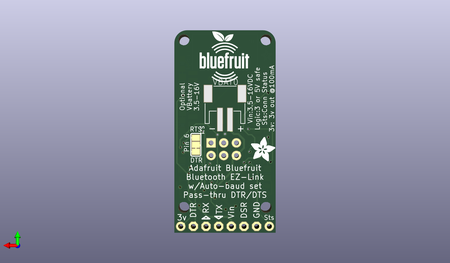 bluefruit
Optional
VBattery
3.5-16V
Vin:3.5-16VDC
Logic:3 or 5V safe
Sts:Conn Status
3v: 3v out @100mA
RTS
Pin 6
DTR
- +
Adafruit Bluefruit
Bluetooth EZ-Link
w/Auto-baud set
Pass-thru DTR/DTS
3v DTR RX TX Vin DSR GND Sts